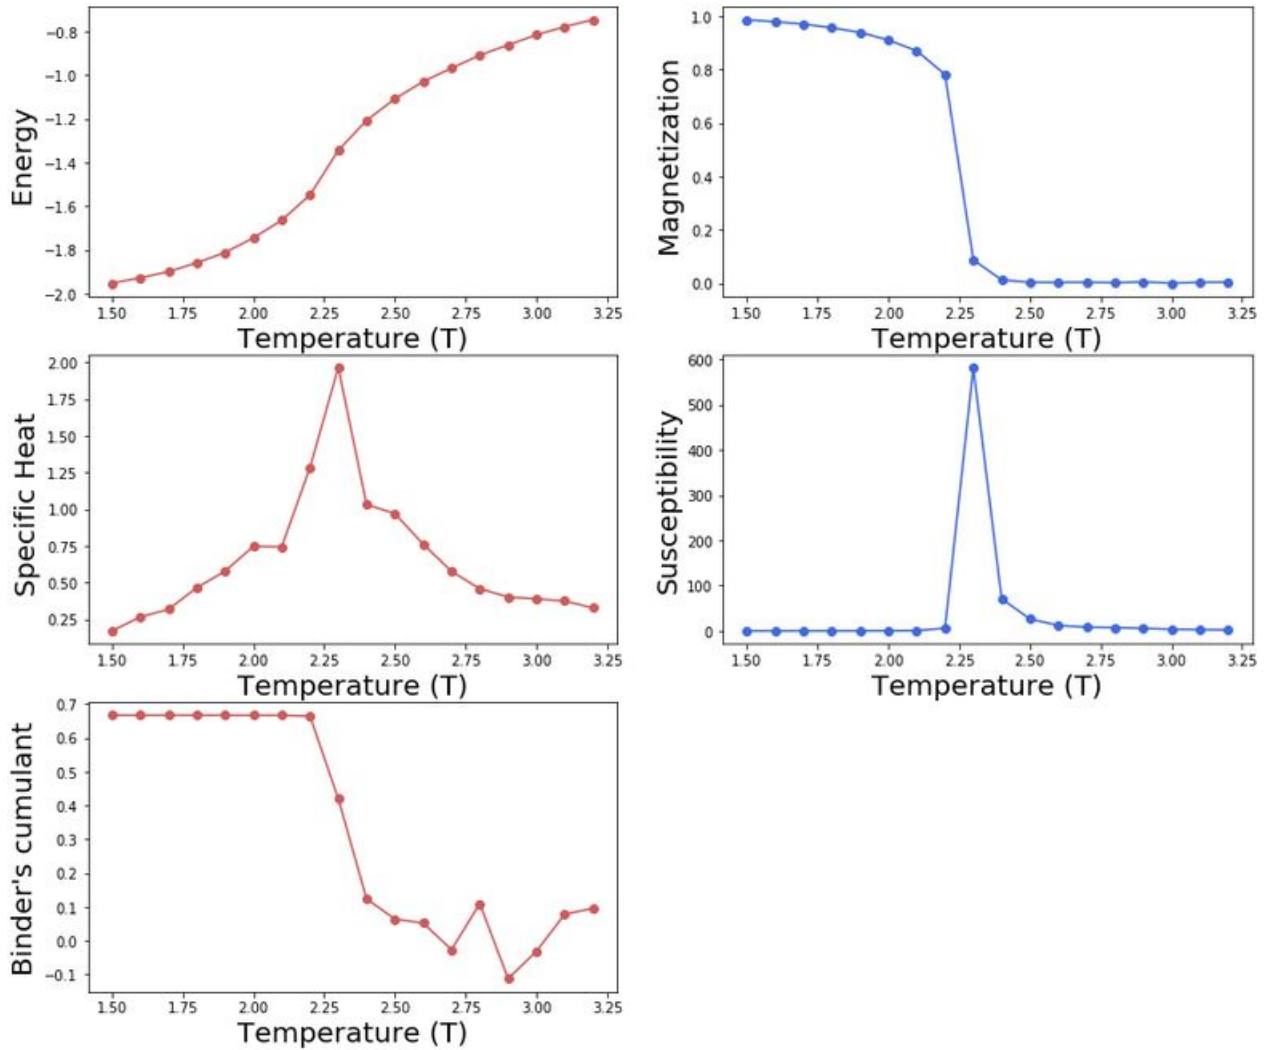 −0.8
−1.0
−1.2
−1.4
−1.6
−1.8
−2.0
Energy
1.50 1.75 2.00 2.25 2.50 2.75 3.00 3.25
Temperature (T)
1.0
0.8
0.6
0.4
0.2
0.0
Magnetization
1.50 1.75 2.00 2.25 2.50 2.75 3.00 3.25
Temperature (T)
2.00
1.75
1.50
1.25
1.00
0.75
0.50
0.25
Specific Heat
1.50 1.75 2.00 2.25 2.50 2.75 3.00 3.25
Temperature (T)
600
500
400
300
200
100
0
Susceptibility
1.50 1.75 2.00 2.25 2.50 2.75 3.00 3.25
Temperature (T)
0.7
0.6
0.5
0.4
0.3
0.2
0.1
0.0
−0.1
Binder's cumulant
1.50 1.75 2.00 2.25 2.50 2.75 3.00 3.25
Temperature (T)